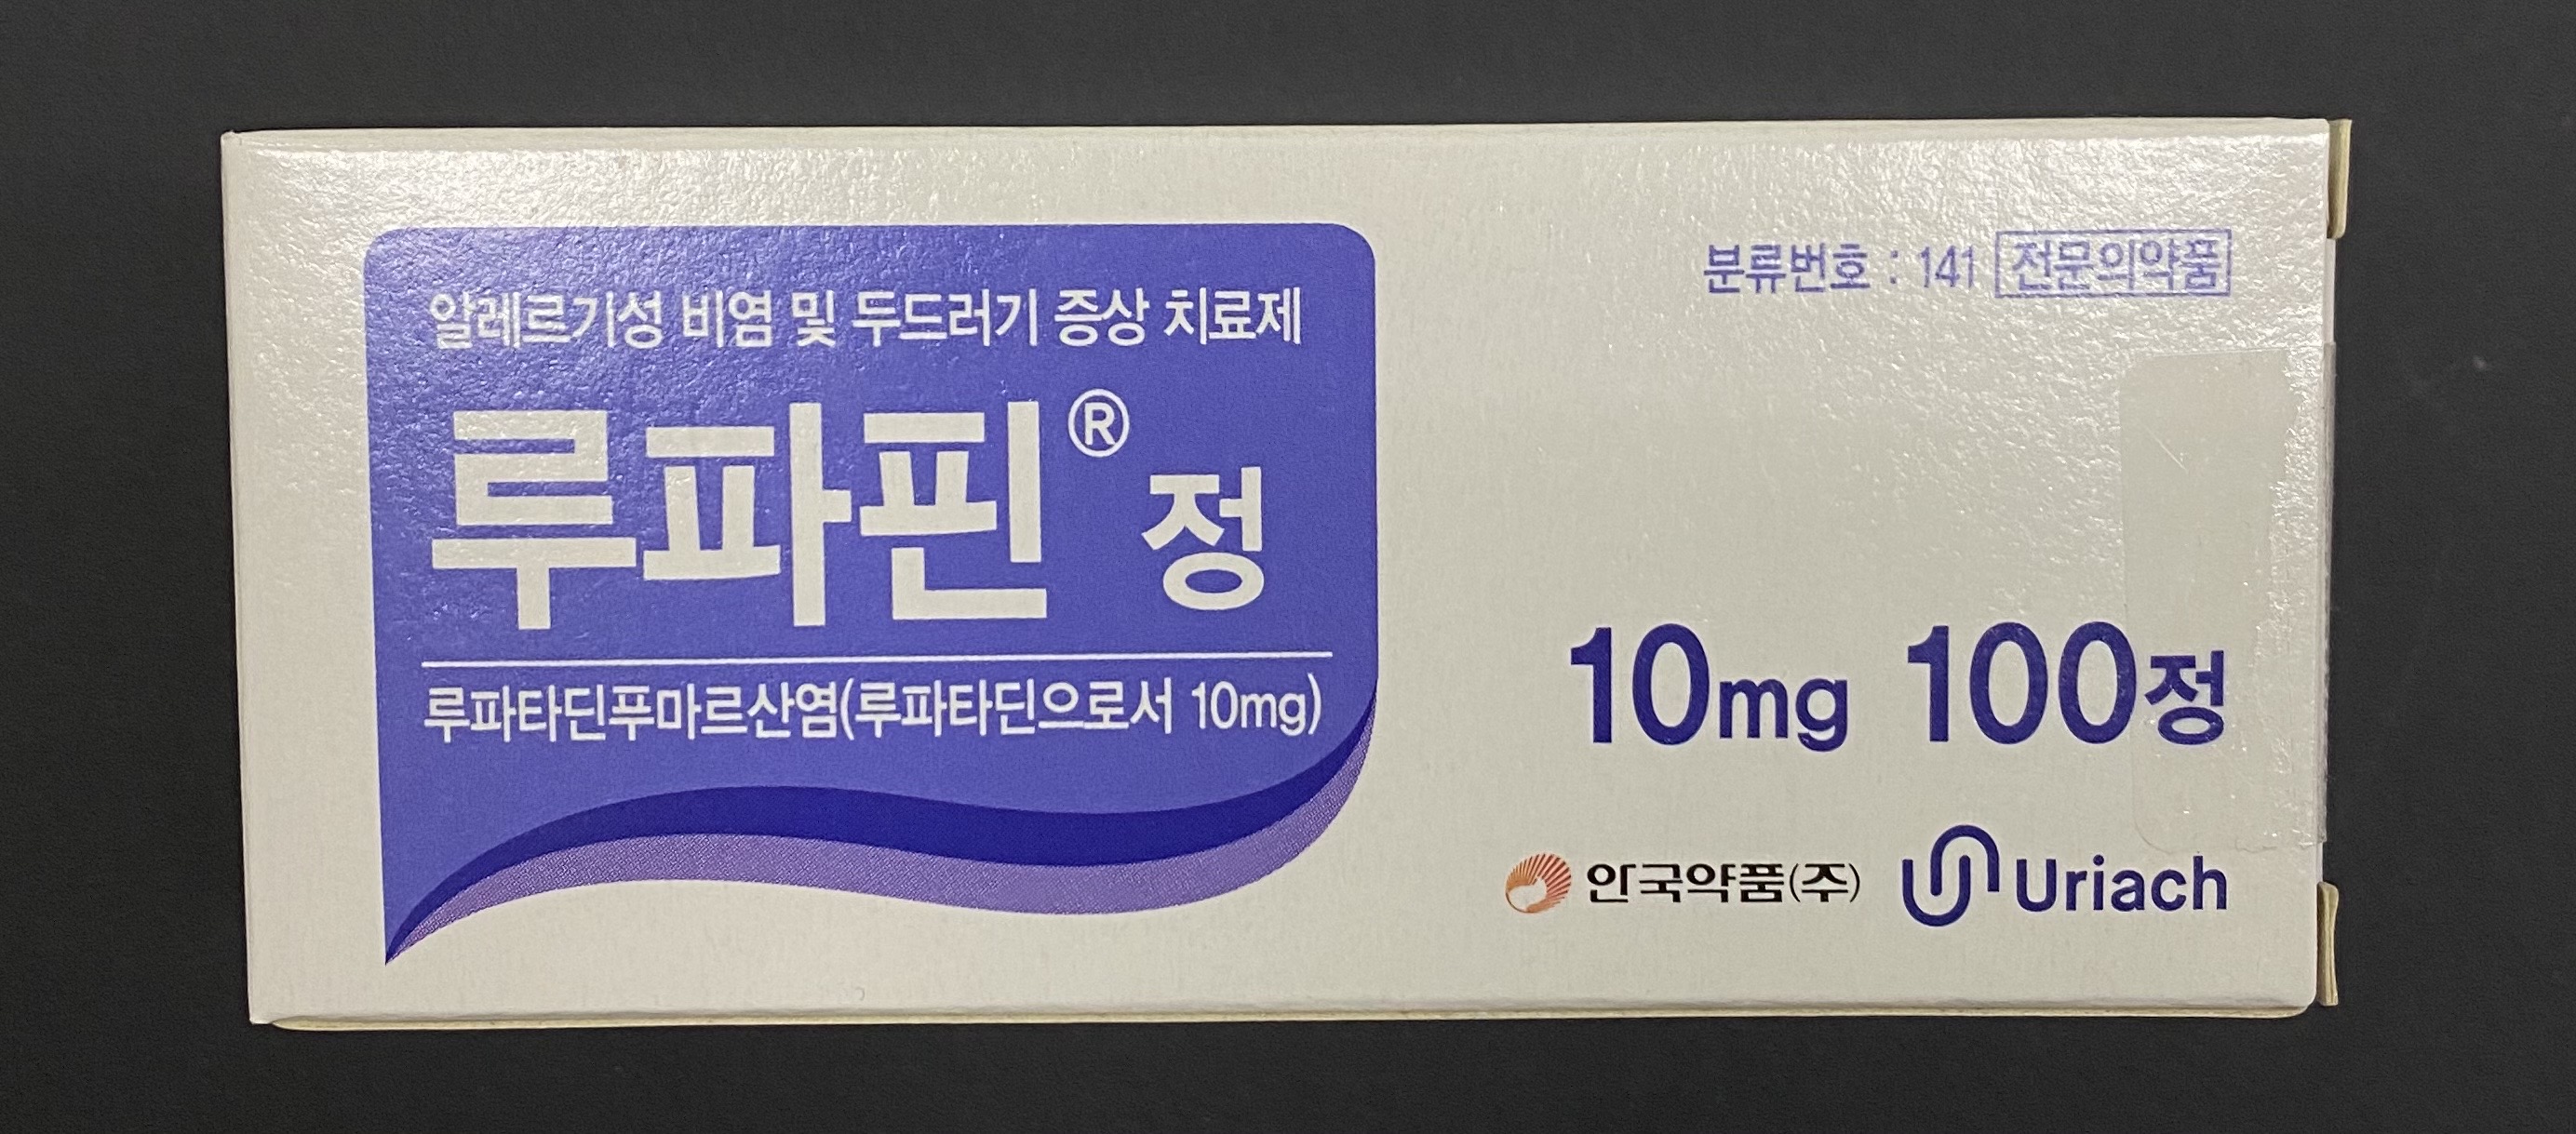 알레르기성 비염 및 두드러기 증상 치료제
루파핀® 정
루파타딘푸마르산염(루파타딘으로서 10mg)
분류번호 : 141 전문의약품
10mg 100정
안국약품(주) Uriach